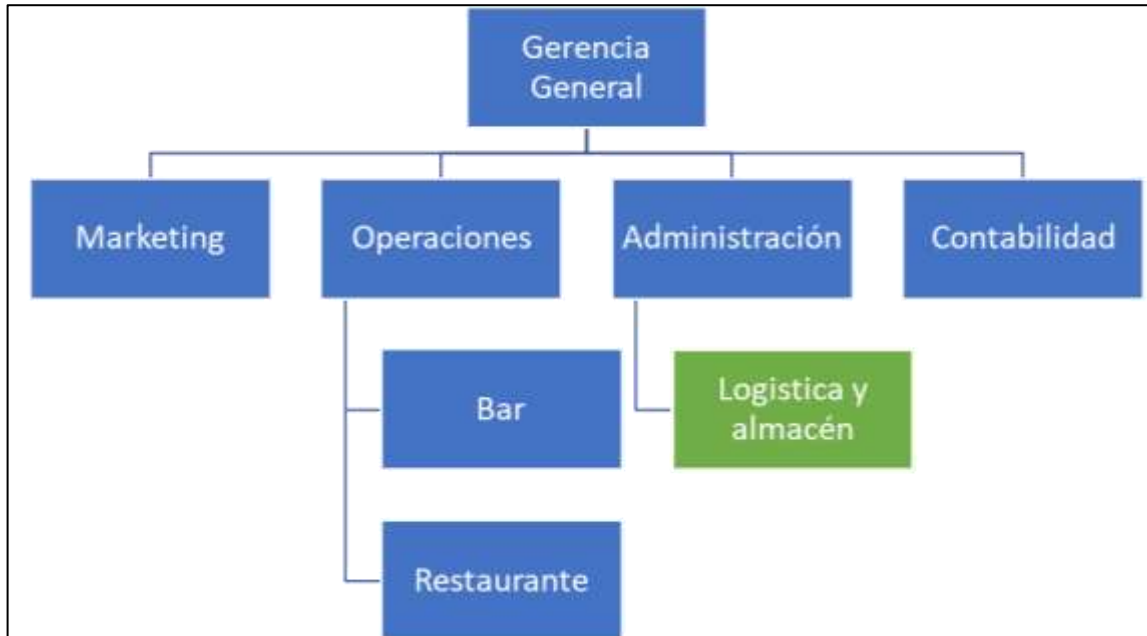 Gerencia
General
Marketing
Operaciones
Administración
Contabilidad
Bar
Logistica y
almacén
Restaurante